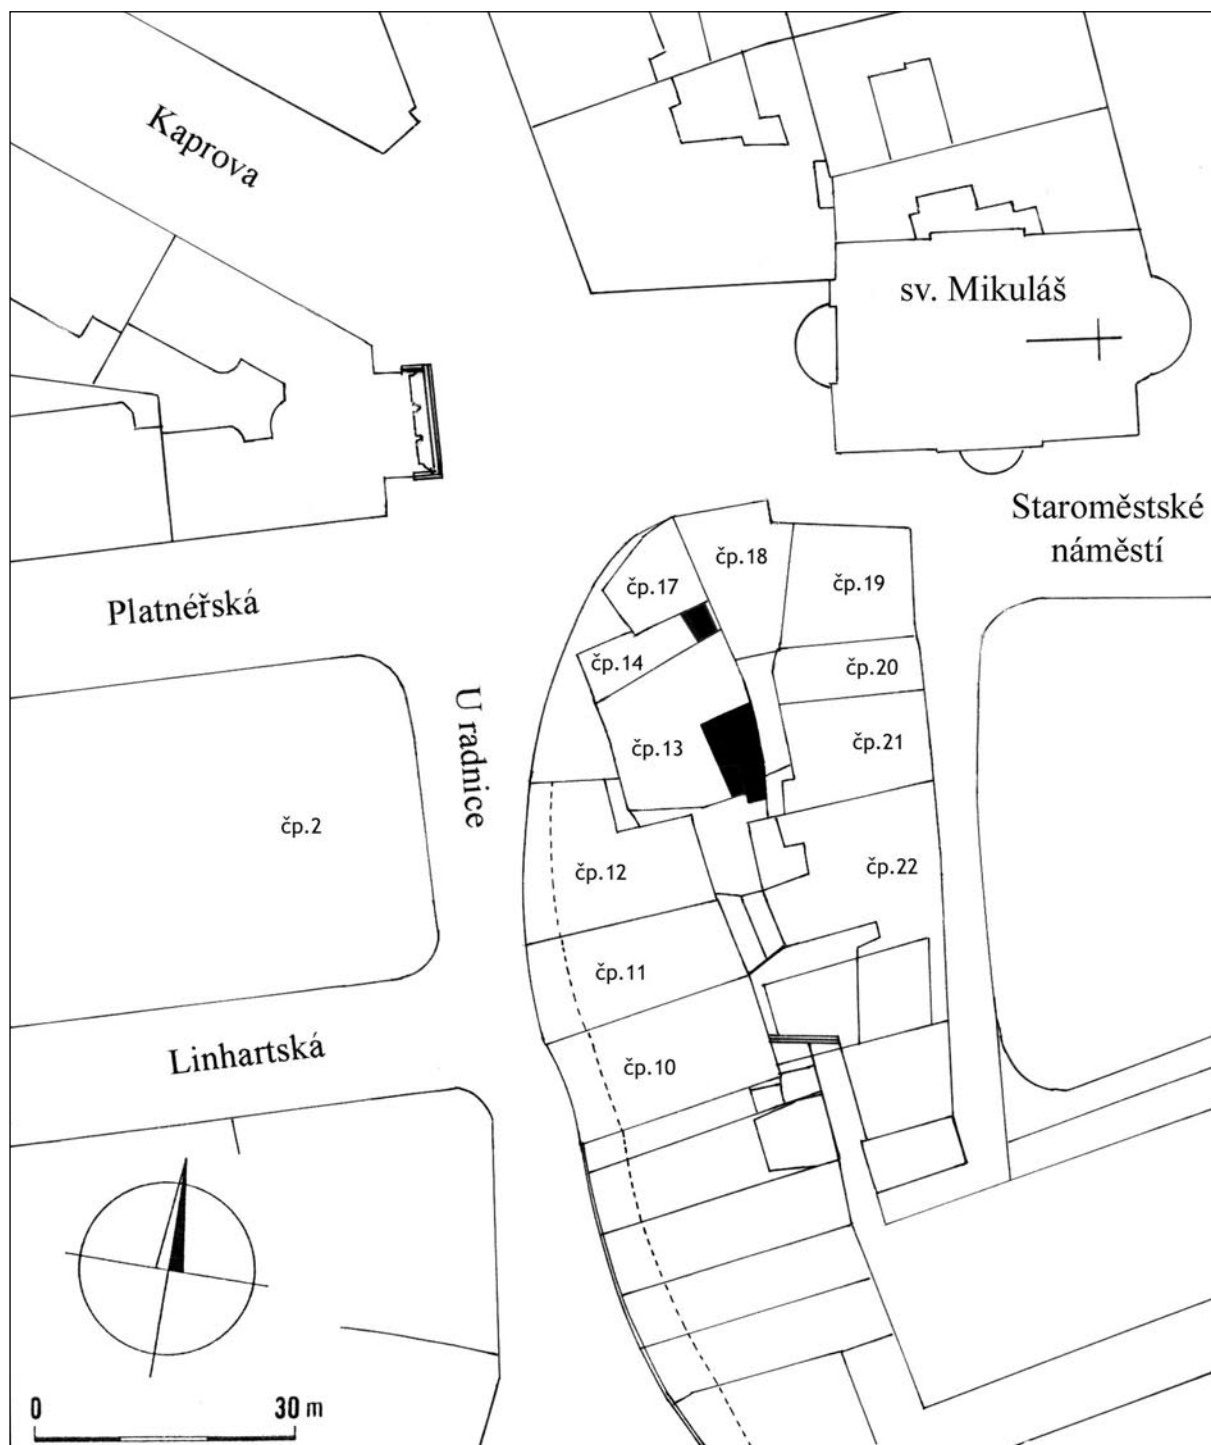 Kaprova
sv. Mikuláš
Staroměstské
náměstí
čp.18
čp.17
čp.19
Platnéřská
čp.14
čp.20
U radnice
čp.13
čp.21
čp.2
čp.12
čp.22
čp.11
Linhartská
čp.10
0 30 m